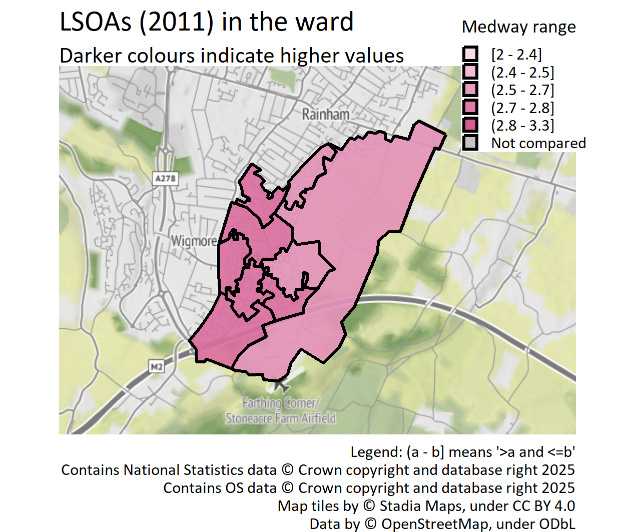 LSOAs (2011) in the ward
Darker colours indicate higher values
Medway range
[2 - 2.4]
(2.4 - 2.5]
(2.5 - 2.7]
(2.7 - 2.8]
(2.8 - 3.3]
Not compared
Rainham
A278
Wigmore
M2
Farthing Corner/
Stoneacre Farm Airfield
Legend: (a - b] means '>a and <=b'
Contains National Statistics data © Crown copyright and database right 2025
Contains OS data © Crown copyright and database right 2025
Map tiles by © Stadia Maps, under CC BY 4.0
Data by © OpenStreetMap, under ODbL